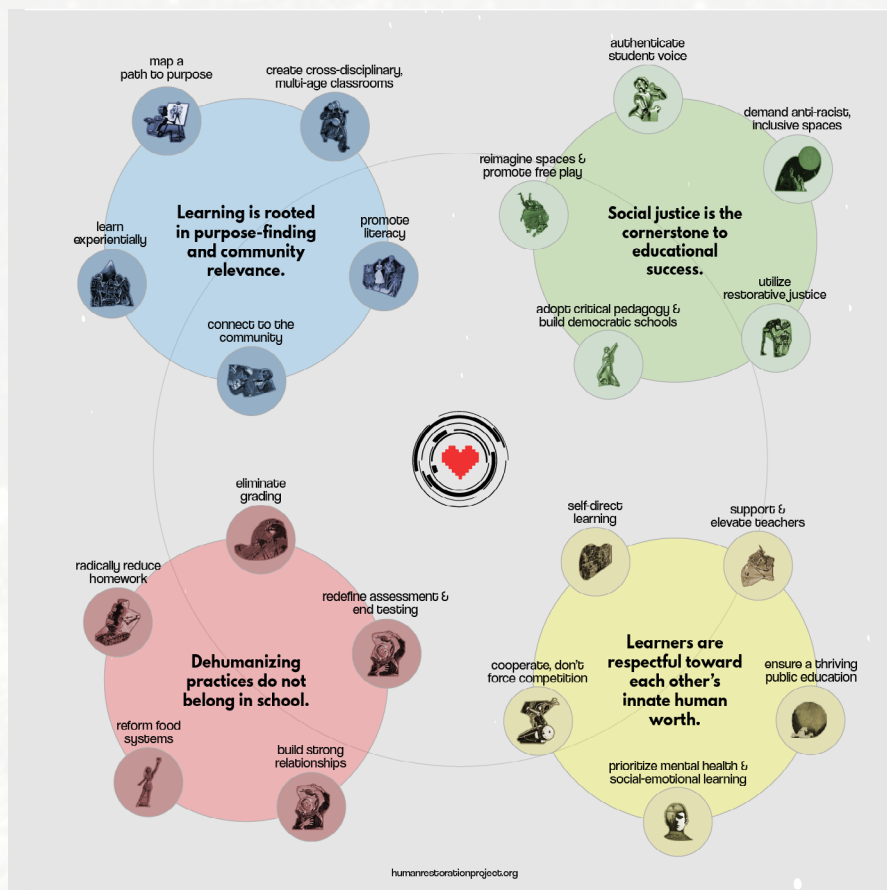 map a
path to purpose
create cross-disciplinary,
multi-age classrooms
learn
experientially
promote
literacy
connect to the
community
Learning is rooted
in purpose-finding
and community
relevance.
authenticate
student voice
demand anti-racist,
inclusive spaces
reimagine spaces &
promote free play
utilize
restorative justice
adopt critical pedagogy &
build democratic schools
Social justice is the
cornerstone to
educational
success.
eliminate
grading
radically reduce
homework
redefine assessment &
end testing
reform food
systems
build strong
relationships
Dehumanizing
practices do not
belong in school.
self-direct
learning
support &
elevate teachers
cooperate, don't
force competition
ensure a thriving
public education
prioritize mental health &
social-emotional learning
Learners are
respectful toward
each other's
innate human
worth.
humanrestorationproject.org